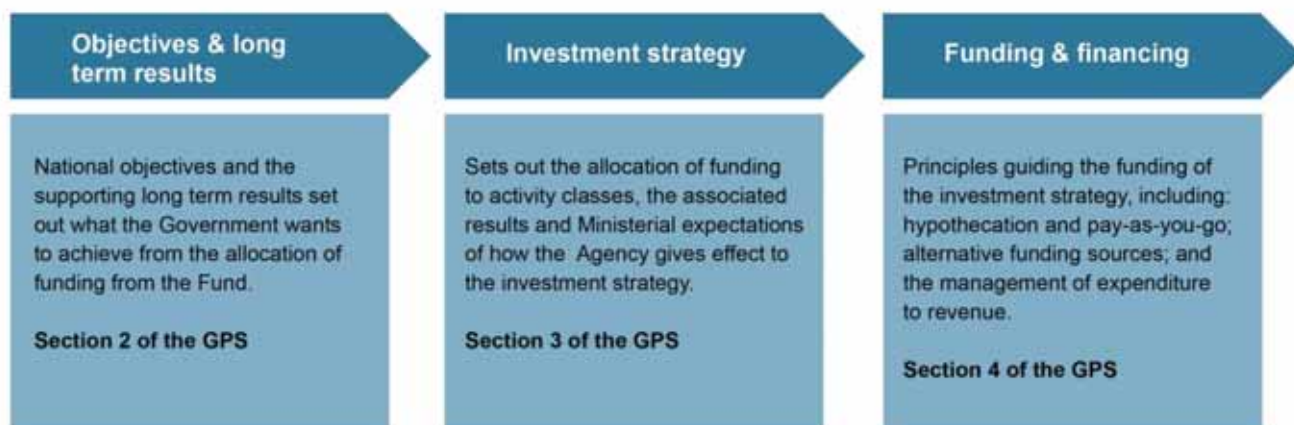 Objectives & long
term results
National objectives and the
supporting long term results set
out what the Government wants
to achieve from the allocation of
funding from the Fund.
Section 2 of the GPS
Investment strategy
Sets out the allocation of funding
to activity classes, the associated
results and Ministerial expectations
of how the Agency gives effect to
the investment strategy.
Section 3 of the GPS
Funding & financing
Principles guiding the funding of
the investment strategy, including:
hypothecation and pay-as-you-go;
alternative funding sources; and
the management of expenditure
to revenue.
Section 4 of the GPS